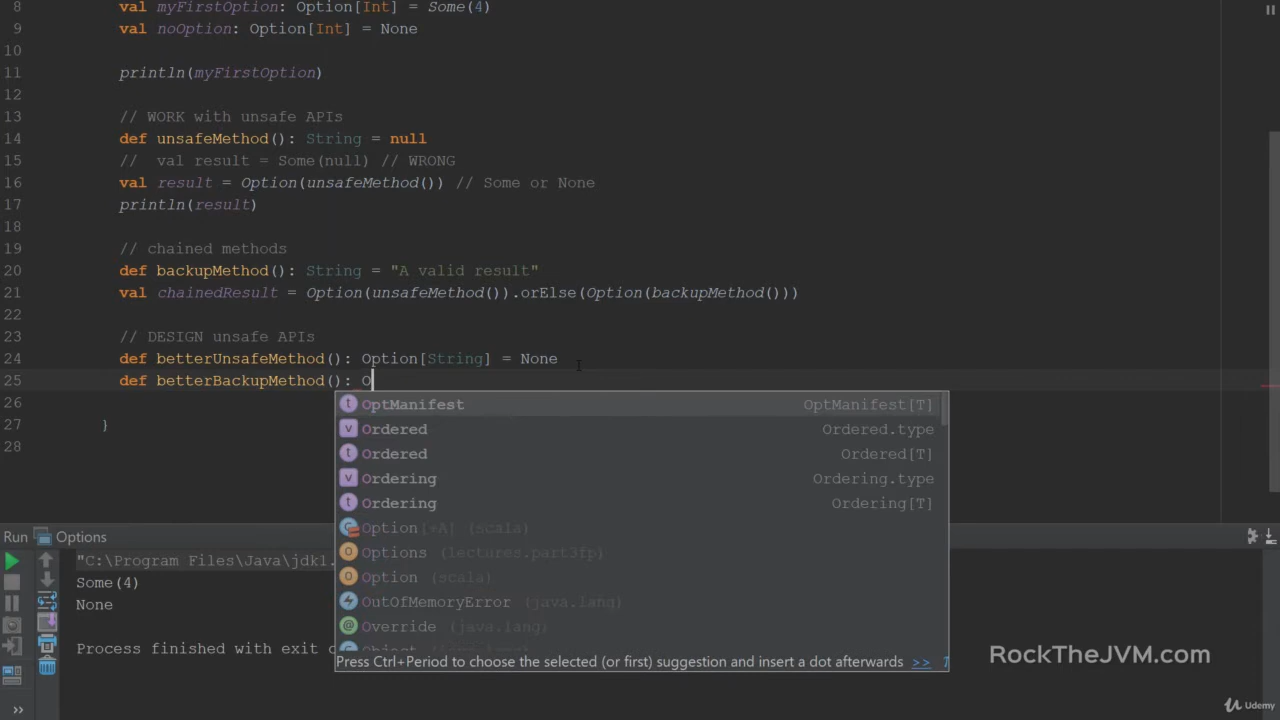 8 val myFirstOption: Option[Int] = Some(4)
9 val noOption: Option[Int] = None
10
11 println(myFirstOption)
12
13 // WORK with unsafe APIs
14 def unsafeMethod(): String = null
15 // val result = Some(null) // WRONG
16 val result = Option(unsafeMethod()) // Some or None
17 println(result)
18
19 // chained methods
20 def backupMethod(): String = "A valid result"
21 val chainedResult = Option(unsafeMethod()).orElse(Option(backupMethod()))
22
23 // DESIGN unsafe APIs
24 def betterUnsafeMethod(): Option[String] = None
25 def betterBackupMethod(): O
26
27 }
28
OptManifest OptManifest[T]
Ordered Ordered.type
Ordered Ordered[T]
Ordering Ordering.type
Ordering Ordering[T]
Option[+A] (scala)
Options (lectures.part3fp)
Option (scala)
OutOfMemoryError (java.lang)
Override (java.lang)
Press Ctrl+Period to choose the selected (or first) suggestion and insert a dot afterwards >>
Run Options
"C:\Program Files\Java\jdk1.
Some(4)
None
Process finished with exit
RockTheJVM.com
Udemy